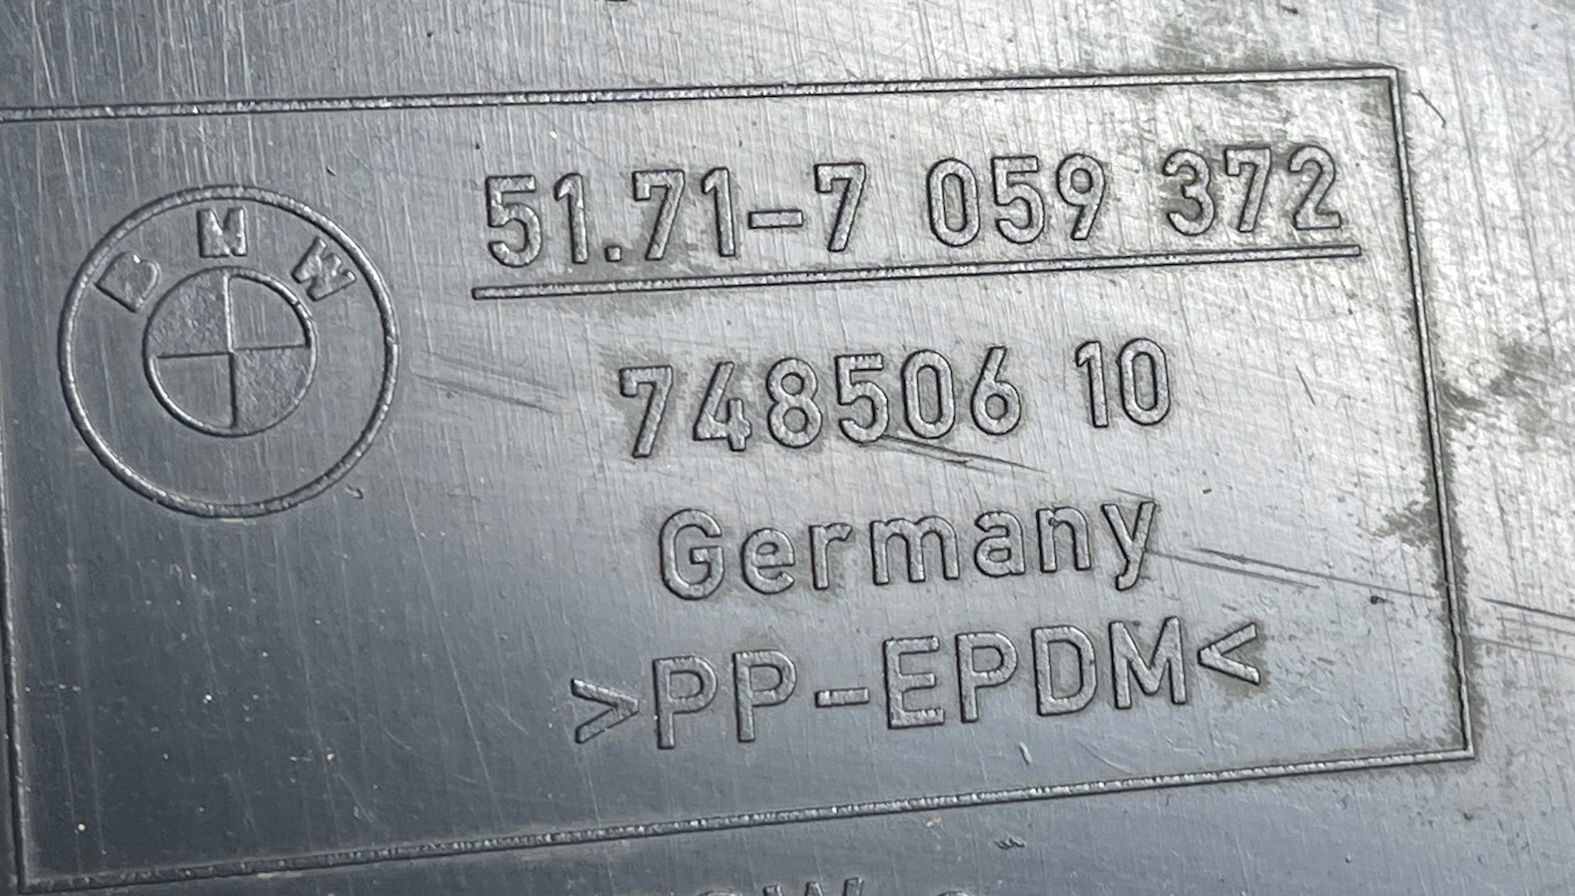 BMW
51.71-7 059 372
748506 10
Germany
>PP-EPDM<